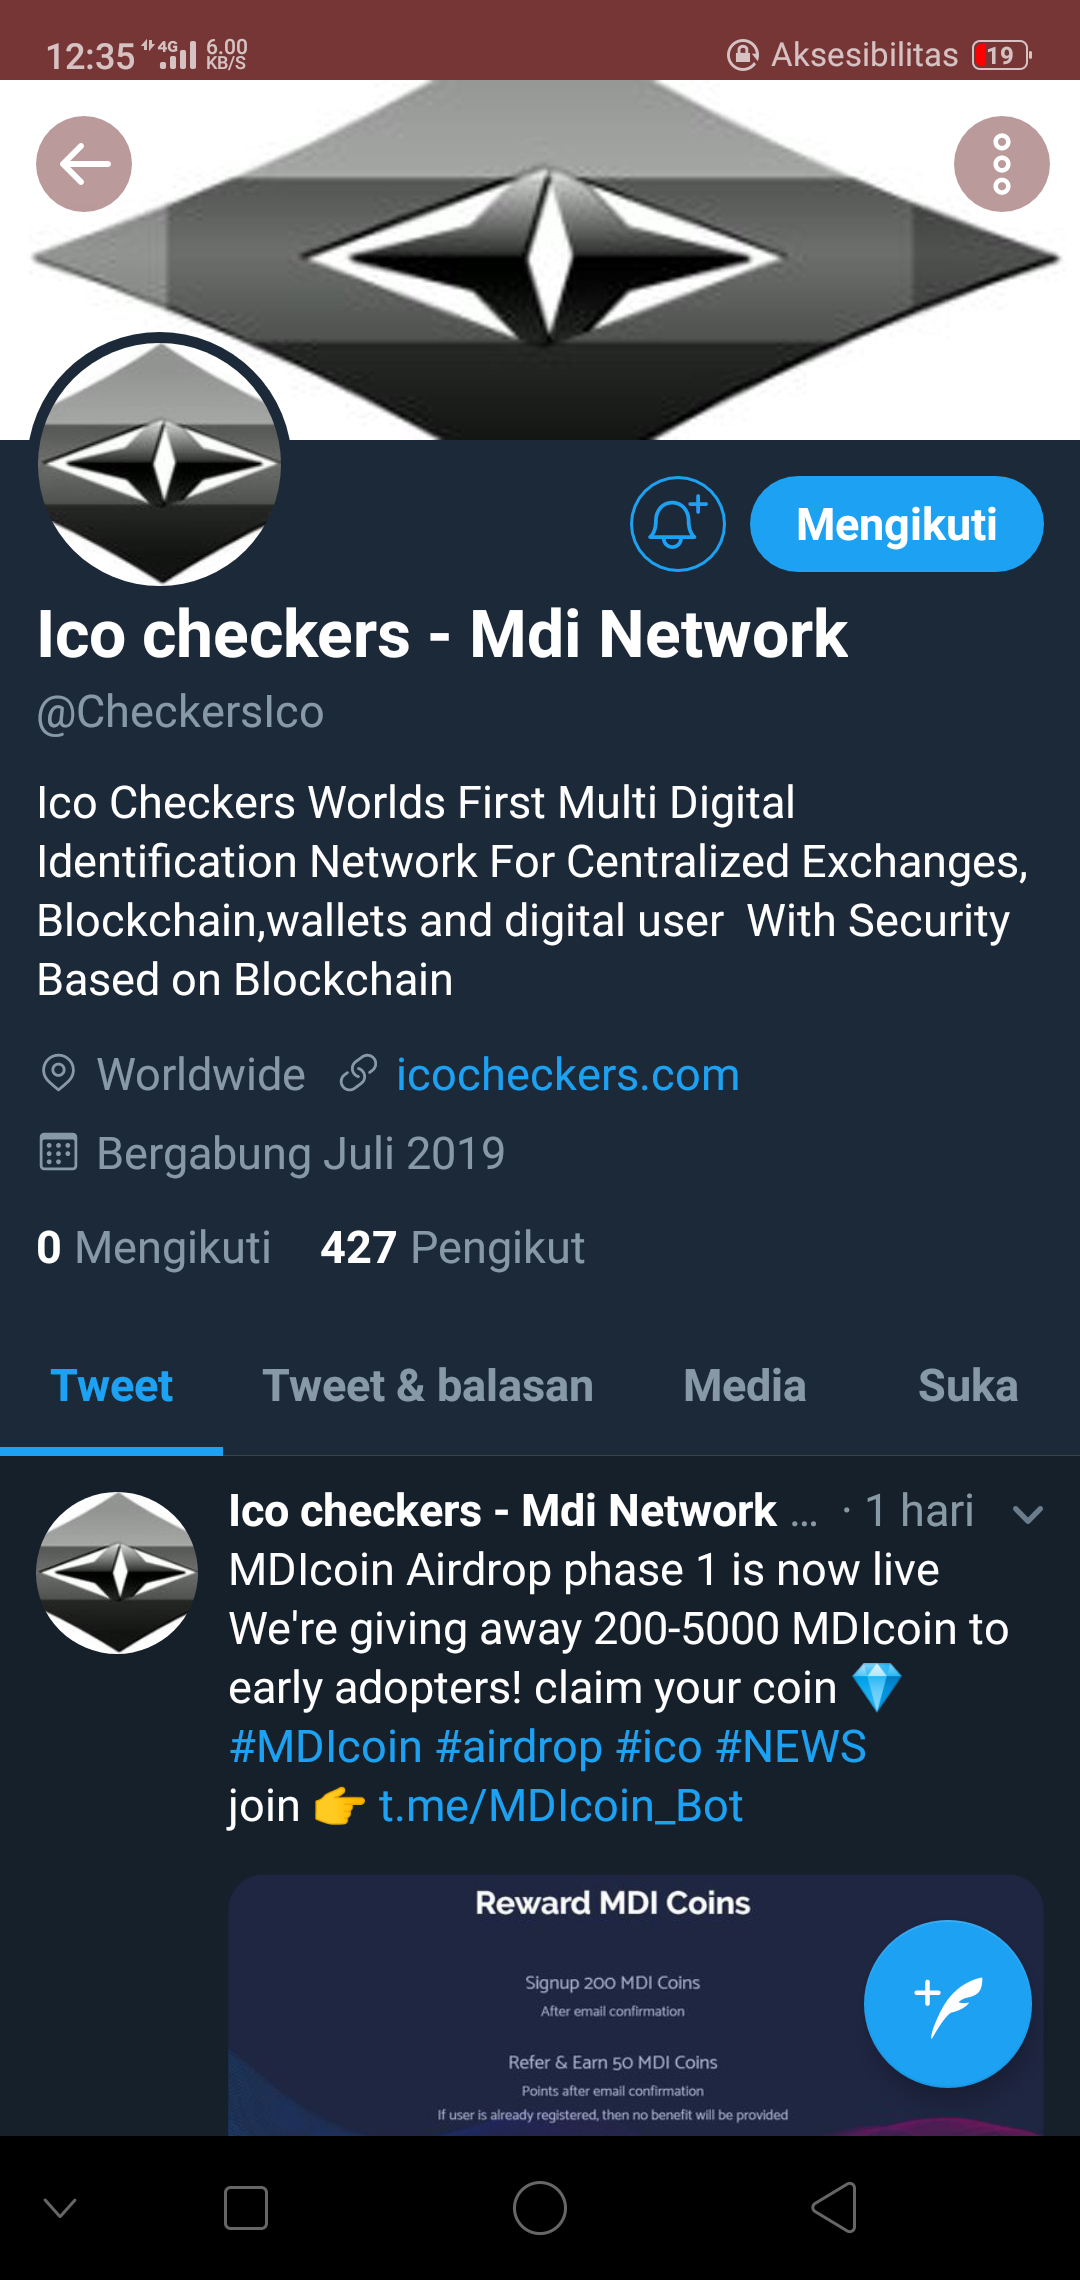 12:35 4G 6.00 KB/S Aksesibilitas 19
Mengikuti
Ico checkers - Mdi Network
@CheckersIco
Ico Checkers Worlds First Multi Digital
Identification Network For Centralized Exchanges,
Blockchain,wallets and digital user With Security
Based on Blockchain
Worldwide icocheckers.com
Bergabung Juli 2019
0 Mengikuti 427 Pengikut
Tweet Tweet & balasan Media Suka
Ico checkers - Mdi Network ... · 1 hari
MDIcoin Airdrop phase 1 is now live
We're giving away 200-5000 MDIcoin to
early adopters! claim your coin 💎
#MDIcoin #airdrop #ico #NEWS
join 👉 t.me/MDIcoin_Bot
Reward MDI Coins
Signup 200 MDI Coins
After email confirmation
Refer & Earn 50 MDI Coins
Points after email confirmation
If user is already registered, then no benefit will be provided